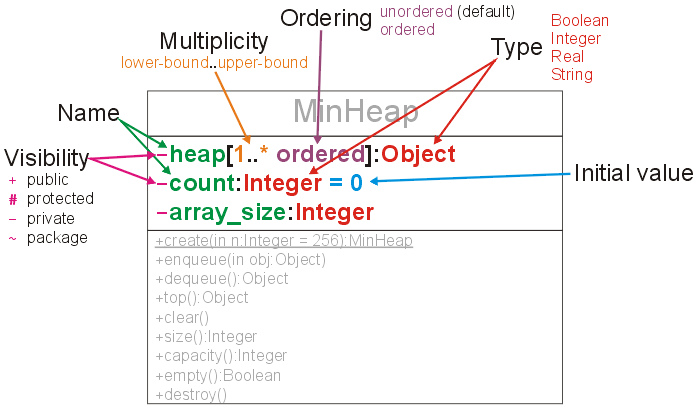 Ordering unordered (default)
ordered
Multiplicity
lower-bound..upper-bound
Type Boolean
Integer
Real
String
Name
MinHeap
Visibility
+ public
# protected
– private
~ package
–heap[1..* ordered]:Object
–count:Integer = 0
Initial value
–array_size:Integer
+create(in n:Integer = 256):MinHeap
+enqueue(in obj:Object)
+dequeue():Object
+top():Object
+clear()
+size():Integer
+capacity():Integer
+empty():Boolean
+destroy()